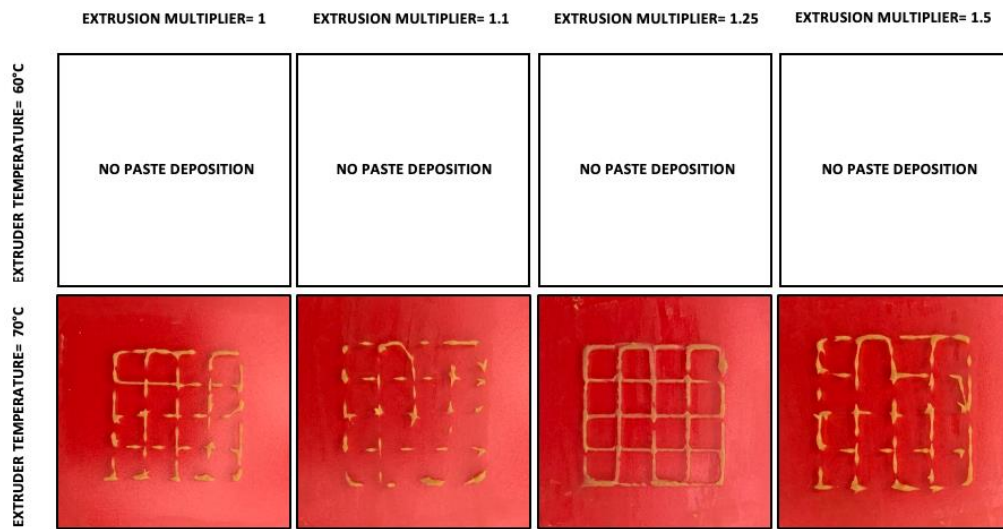 EXTRUSION MULTIPLIER= 1
EXTRUSION MULTIPLIER= 1.1
EXTRUSION MULTIPLIER= 1.25
EXTRUSION MULTIPLIER= 1.5
EXTRUDER TEMPERATURE= 60°C
NO PASTE DEPOSITION
NO PASTE DEPOSITION
NO PASTE DEPOSITION
NO PASTE DEPOSITION
EXTRUDER TEMPERATURE= 70°C